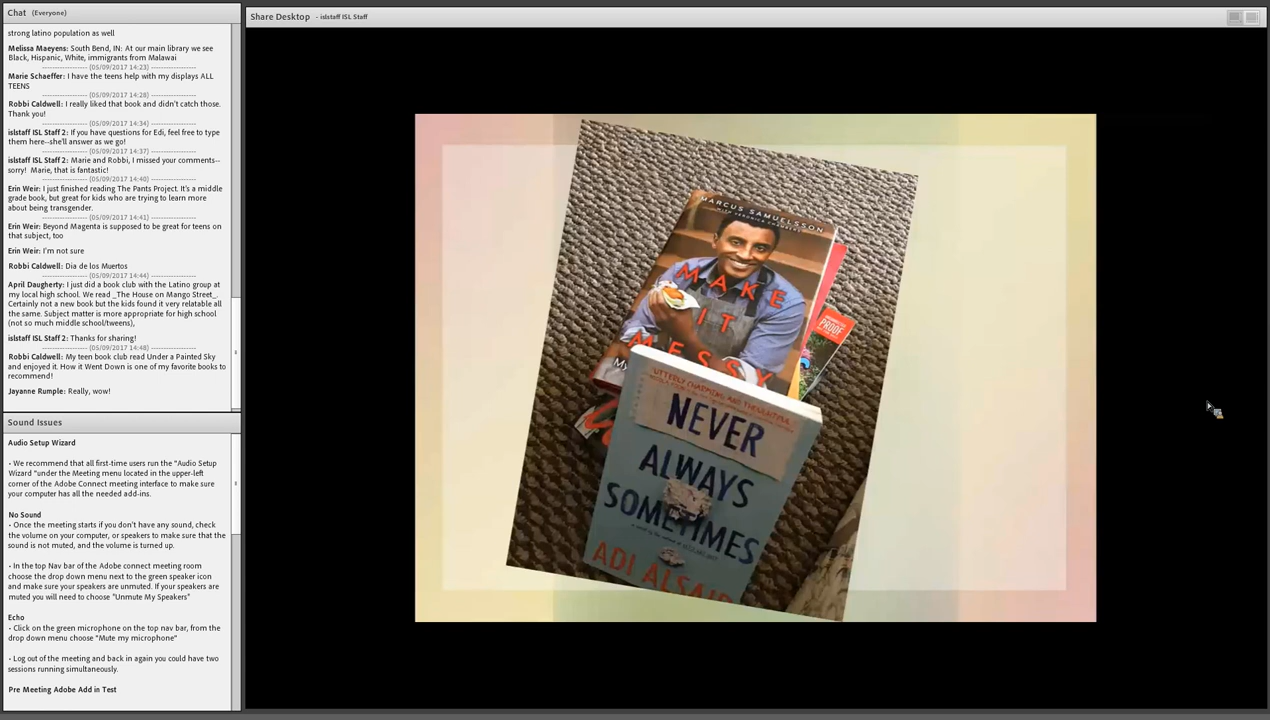 Chat (Everyone)
strong latino population as well
Melissa Maeyens: South Bend, IN: At our main library we see
Black, Hispanic, White, immigrants from Malawai
------------------ (05/09/2017 14:23) ------------------
Marie Schaeffer: I have the teens help with my displays ALL
TEENS
------------------ (05/09/2017 14:28) ------------------
Robbi Caldwell: I really liked that book and didn't catch those.
Thank you!
------------------ (05/09/2017 14:34) ------------------
islstaff ISL Staff 2: If you have questions for Edi, feel free to type
them here--she'll answer as we go!
------------------ (05/09/2017 14:37) ------------------
islstaff ISL Staff 2: Marie and Robbi, I missed your comments--
sorry! Marie, that is fantastic!
------------------ (05/09/2017 14:40) ------------------
Erin Weir: I just finished reading The Pants Project. It's a middle
grade book, but great for kids who are trying to learn more
about being transgender.
------------------ (05/09/2017 14:41) ------------------
Erin Weir: Beyond Magenta is supposed to be great for teens on
that subject, too
Erin Weir: I'm not sure
Robbi Caldwell: Dia de los Muertos
------------------ (05/09/2017 14:44) ------------------
April Daugherty: I just did a book club with the Latino group at
my local high school. We read _The House on Mango Street_.
Certainly not a new book but the kids found it very relatable all
the same. Subject matter is more appropriate for high school
(not so much middle school/tweens),
islstaff ISL Staff 2: Thanks for sharing!
------------------ (05/09/2017 14:48) ------------------
Robbi Caldwell: My teen book club read Under a Painted Sky
and enjoyed it. How it Went Down is one of my favorite books to
recommend!
Jayanne Rumple: Really, wow!
Sound Issues
Audio Setup Wizard
• We recommend that all first-time users run the "Audio Setup
Wizard "under the Meeting menu located in the upper-left
corner of the Adobe Connect meeting interface to make sure
your computer has all the needed add-ins.
No Sound
• Once the meeting starts if you don't have any sound, check
the volume on your computer, or speakers to make sure that the
sound is not muted, and the volume is turned up.
• In the top Nav bar of the Adobe connect meeting room
choose the drop down menu next to the green speaker icon
and make sure your speakers are unmuted. If your speakers are
muted you will need to choose "Unmute My Speakers"
Echo
• Click on the green microphone on the top nav bar, from the
drop down menu choose "Mute my microphone"
• Log out of the meeting and back in again you could have two
sessions running simultaneously.
Pre Meeting Adobe Add in Test
Share Desktop - islstaff ISL Staff
MARCUS SAMUELSSON
WITH VERONICA CHAMBERS
MAKE
IT
MESSY
My
PROOF
UTTERLY CHARMING AND
NEVER
ALWAYS
SOMETIMES
ADI ALSAID